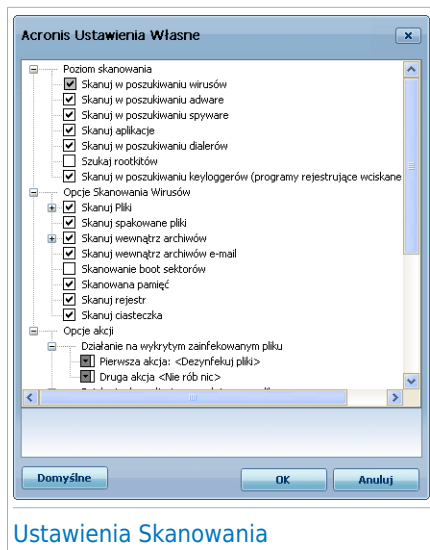 Acronis Ustawienia Własne
Poziom skanowania
Skanuj w poszukiwaniu wirusów
Skanuj w poszukiwaniu adware
Skanuj w poszukiwaniu spyware
Skanuj w poszukiwaniu dialerów
Skanuj aplikacje
Szukaj rootkitów
Skanuj w poszukiwaniu keyloggerów (programy rejestrujące wciskane
Opcje Skanowania Wirusów
Skanuj Pliki
Skanuj spakowane pliki
Skanuj wewnątrz archiwów
Skanuj wewnątrz archiwów e-mail
Skanowanie boot sektorów
Skanowana pamięć
Skanuj rejestr
Skanuj ciasteczka
Opcje akcji
Działanie na wykrytym zainfekowanym pliku
Pierwsza akcja: <Dezynfekuj pliki>
Druga akcja <Nie rób nic>
Domyślne
OK
Anuluj
Ustawienia Skanowania